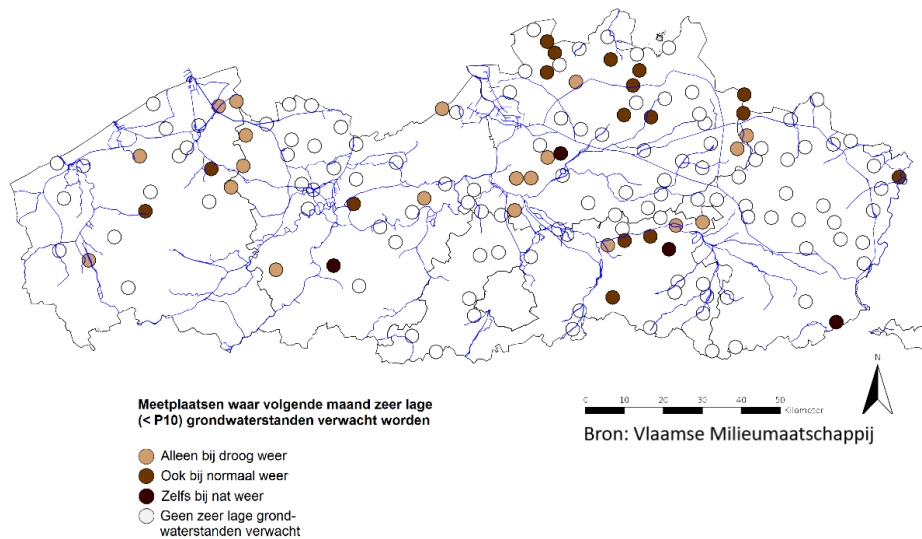 N
Meetplaatsen waar volgende maand zeer lage
(< P10) grondwaterstanden verwacht worden
0 10 20 30 40 50
Kilometer
Bron: Vlaamse Milieumaatschappij
Alleen bij droog weer
Ook bij normaal weer
Zelfs bij nat weer
Geen zeer lage grond-
waterstanden verwacht